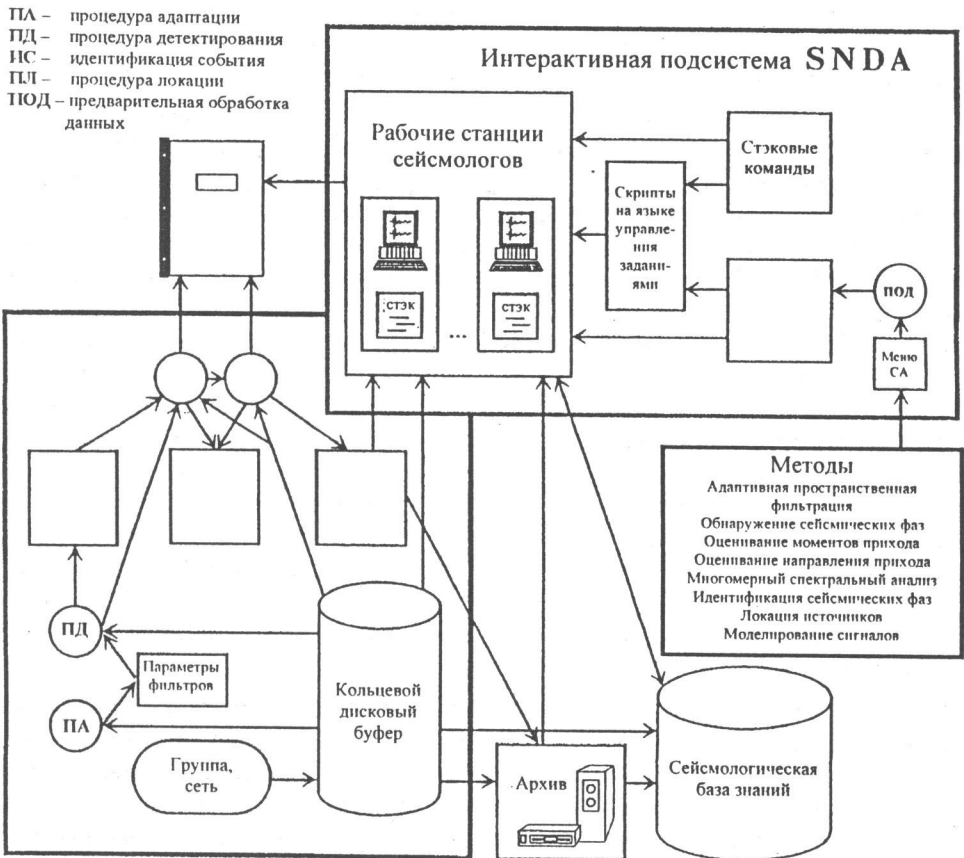 ПА – процедура адаптации
ПД – процедура детектирования
ИС – идентификация события
ПЛ – процедура локации
ПОД – предварительная обработка
данных
Интерактивная подсистема SNDA
Рабочие станции
сейсмологов
стэк
...
стэк
Скрипты
на языке
управле-
ния
задани-
ями
Стэковые
команды
ПОД
Меню
СА
Методы
Адаптивная пространственная
фильтрация
Обнаружение сейсмических фаз
Оценивание моментов прихода
Оценивание направления прихода
Многомерный спектральный анализ
Идентификация сейсмических фаз
Локация источников
Моделирование сигналов
ПД
Параметры
фильтров
ПА
Группа,
сеть
Кольцевой
дисковый
буфер
Архив
Сейсмологическая
база знаний